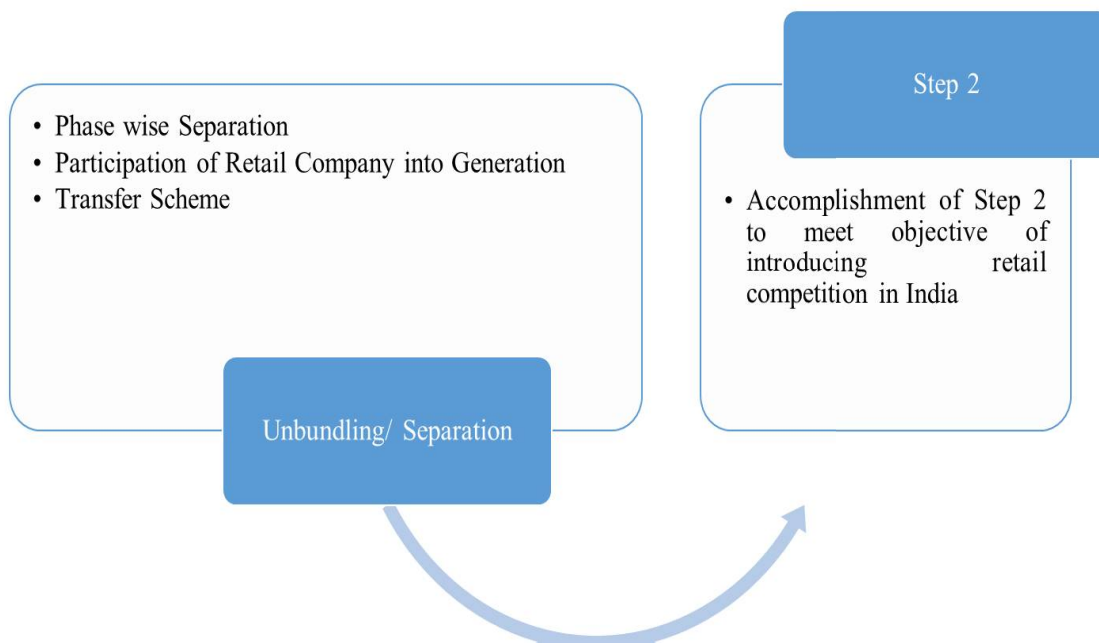 • Phase wise Separation
• Participation of Retail Company into Generation
• Transfer Scheme
Unbundling/ Separation
Step 2
• Accomplishment of Step 2
to meet objective of
introducing retail
competition in India